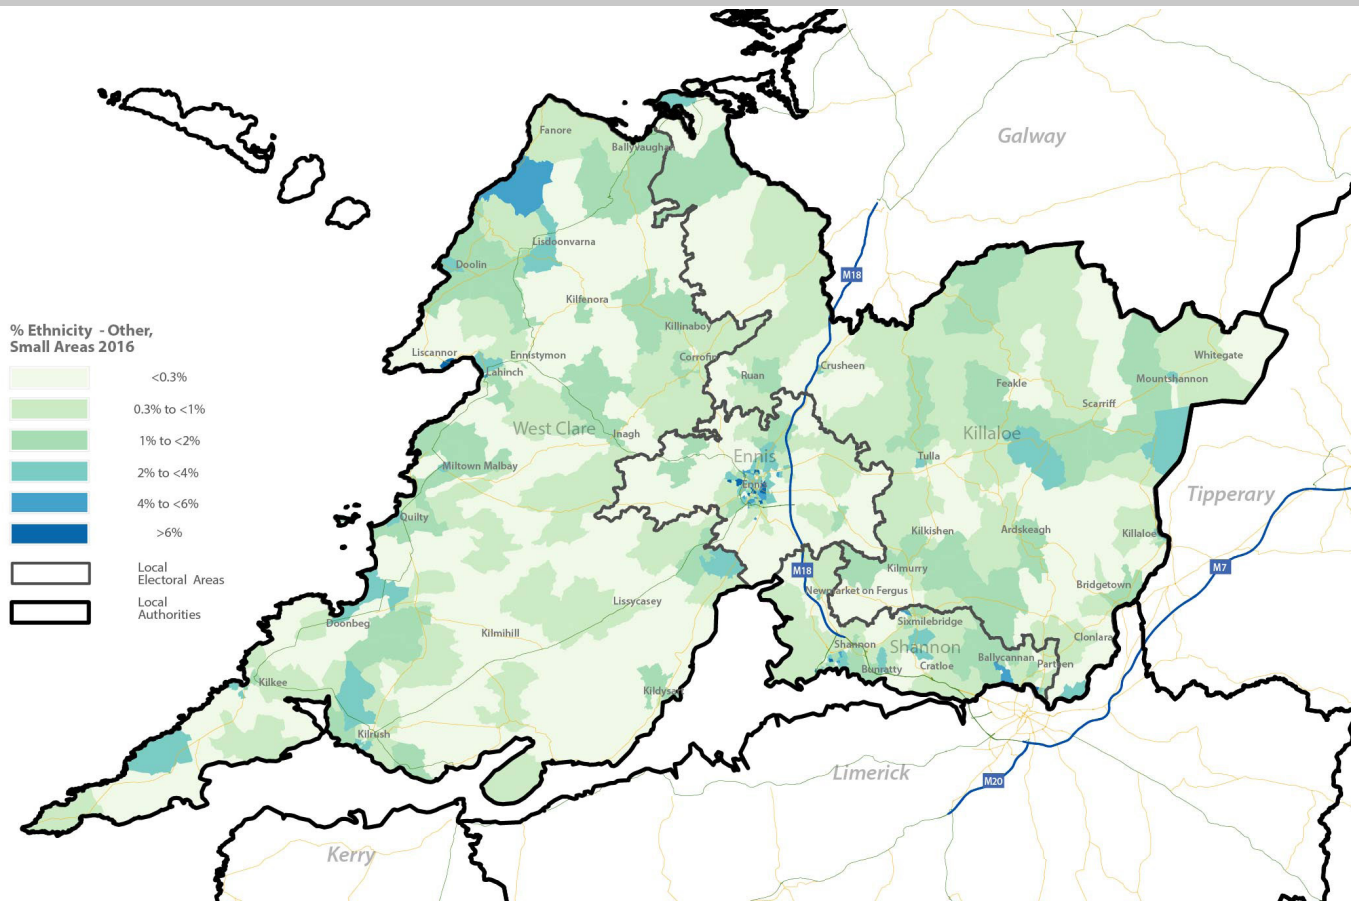 Galway
Fanore
Ballyvaughan
Lisdoonvarna
Doolin
M18
Kilfenora
% Ethnicity - Other,
Small Areas 2016
<0.3%
0.3% to <1%
1% to <2%
2% to <4%
4% to <6%
>6%
Local
Electoral Areas
Local
Authorities
Killinaboy
Liscannor
Ennistymon
Corrofin
Lahinch
Ruan
Crusheen
Whitegate
Mountshannon
Feakle
Scarriff
West Clare
Inagh
Killaloe
Ennis
Tulla
Miltown Malbay
Ennis
Tipperary
Quilty
Kilkishen
Ardskeagh
Killaloe
M18
Kilmurry
M7
Newmarket on Fergus
Bridgetown
Lissycasey
Doonbeg
Sixmilebridge
Kilmihill
Clonlara
Shannon
Shannon
Ballycannan
Parteen
Bunratty
Cratloe
Kilkee
Kildysart
Kilrush
Limerick
M20
Kerry